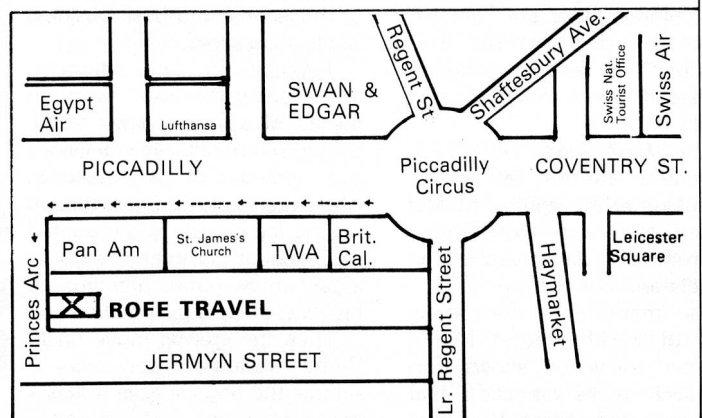 Regent St
Shaftesbury Ave.
SWAN &
EDGAR
Egypt
Air
Lufthansa
Swiss Nat.
Tourist Office
Swiss Air
PICCADILLY
Piccadilly
Circus
COVENTRY ST.
Pan Am
St. James's
Church
TWA
Brit.
Cal.
Leicester
Square
Haymarket
Princes Arc
X
ROFE TRAVEL
JERMYN STREET
Lr. Regent Street